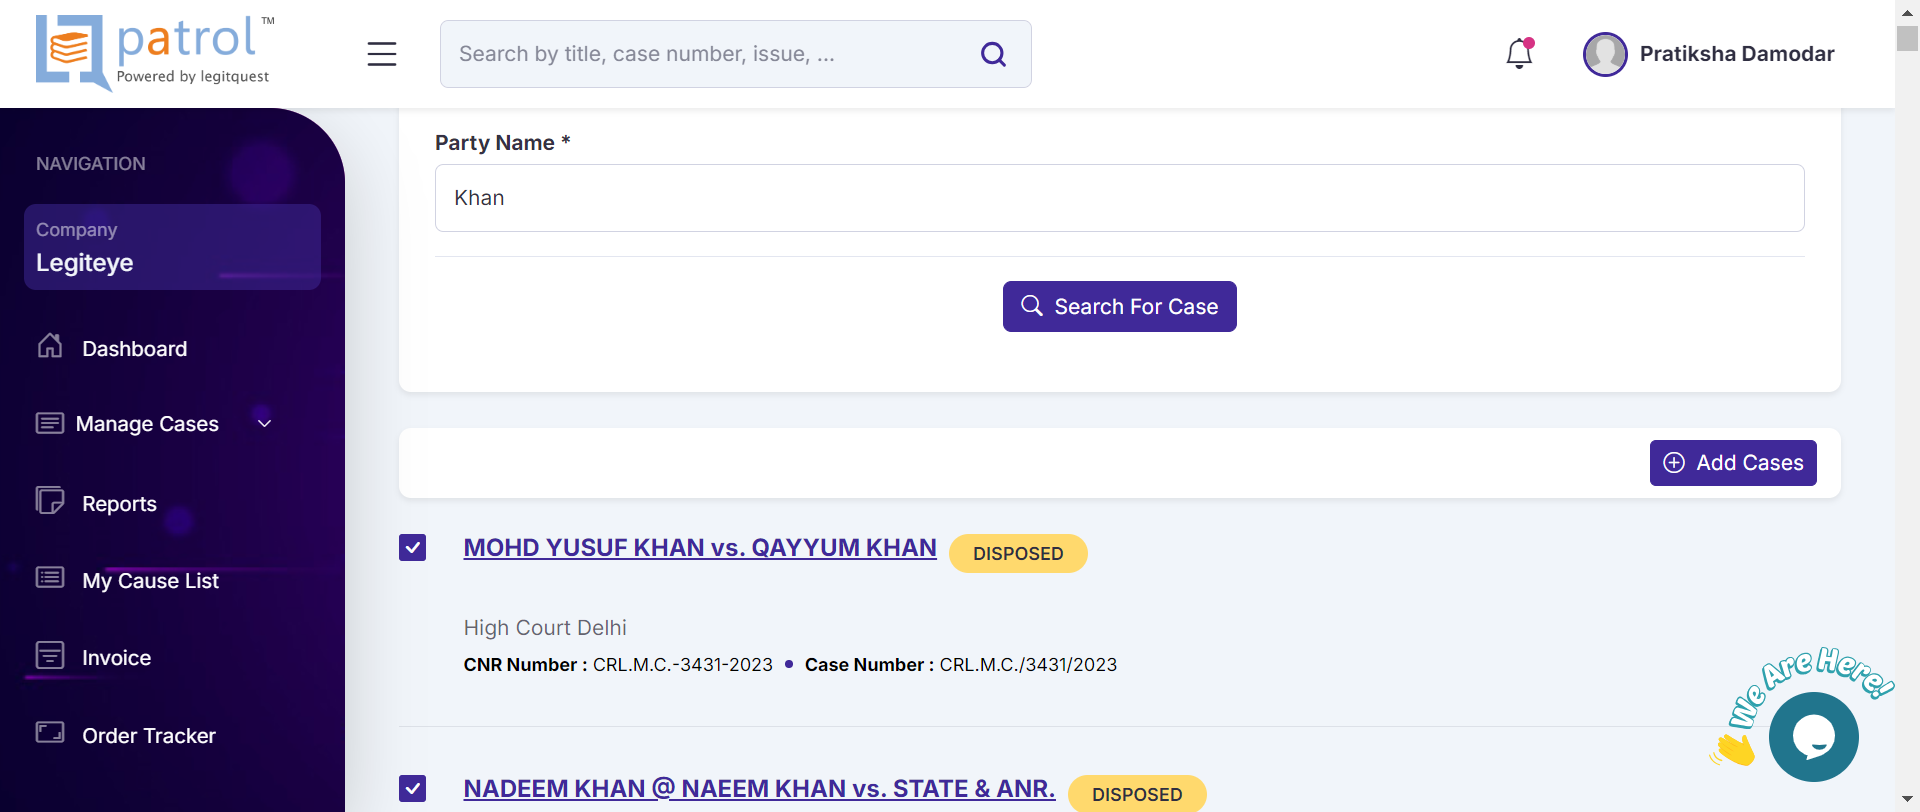 patrol ™
Powered by legitquest
Search by title, case number, issue, ...
Pratiksha Damodar
NAVIGATION
Company
Legiteye
Dashboard
Manage Cases
Reports
My Cause List
Invoice
Order Tracker
Party Name *
Khan
Search For Case
Add Cases
MOHD YUSUF KHAN vs. QAYYUM KHAN DISPOSED
High Court Delhi
CNR Number : CRL.M.C.-3431-2023 • Case Number : CRL.M.C./3431/2023
NADEEM KHAN @ NAEEM KHAN vs. STATE & ANR. DISPOSED
We Are Here!